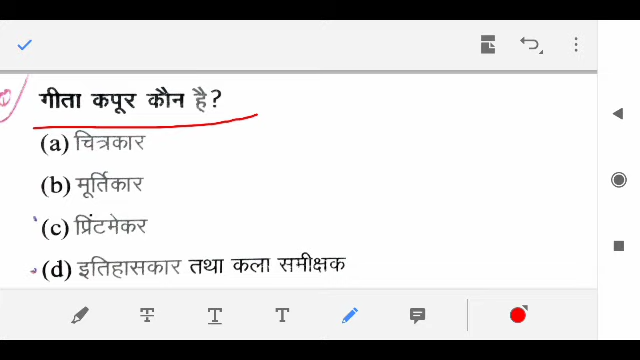 गीता कपूर कौन है?
(a) चित्रकार
(b) मूर्तिकार
(c) प्रिंटमेकर
(d) इतिहासकार तथा कला समीक्षक